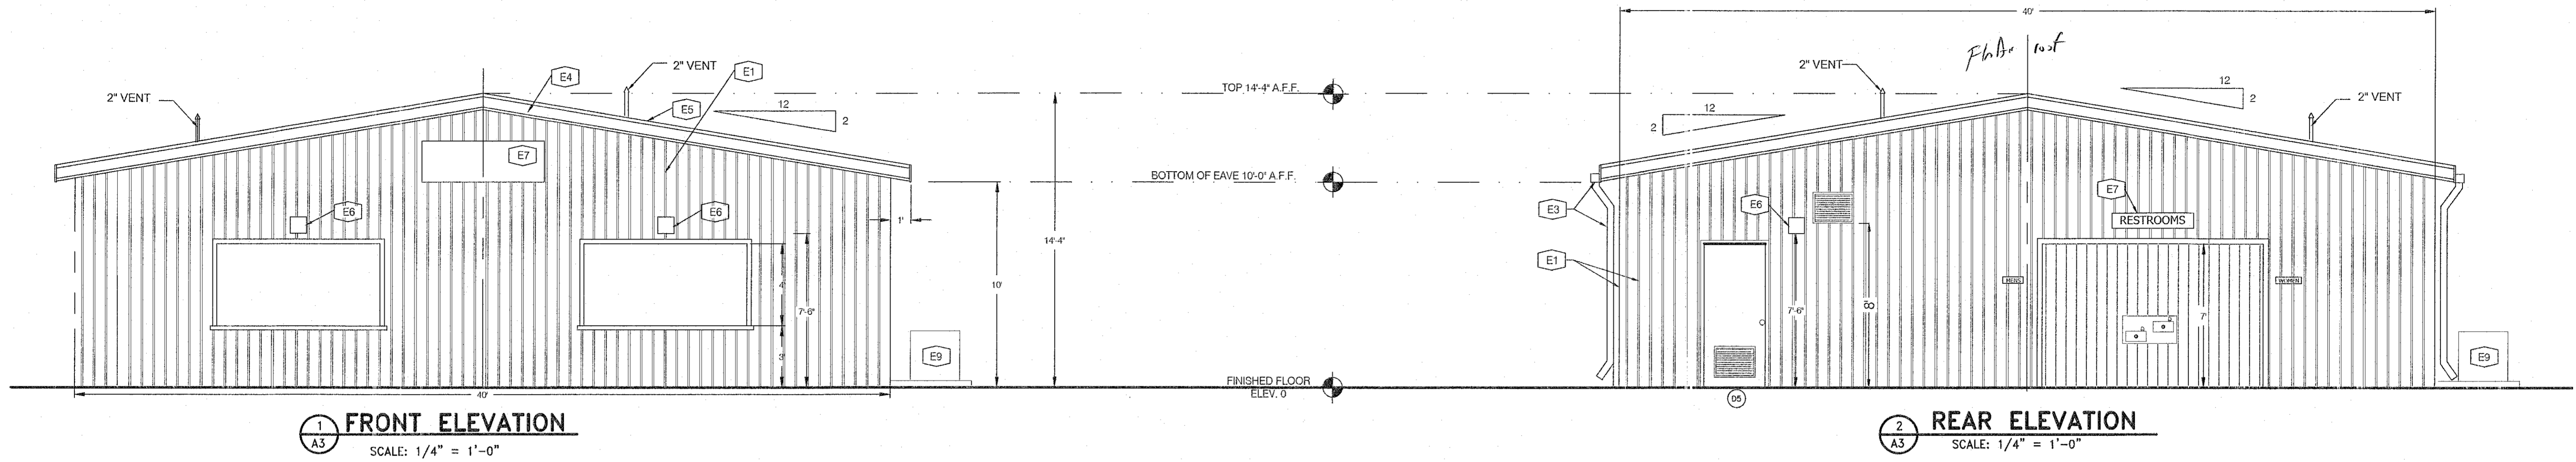 40'
Flat roof
2" VENT
E4
2" VENT
E1
E5
12
2
E7
E6
E6
1'
4'
7'-6"
3'
E9
40'
1
A3
FRONT ELEVATION
SCALE: 1/4" = 1'-0"
TOP 14'-4" A.F.F.
BOTTOM OF EAVE 10'-0" A.F.F.
14'-4"
10'
FINISHED FLOOR
ELEV. 0
2" VENT
12
2
12
2
2" VENT
E3
E1
E6
E7
RESTROOMS
MENS
WOMEN
7'-6"
8'
7'
E9
D5
2
A3
REAR ELEVATION
SCALE: 1/4" = 1'-0"